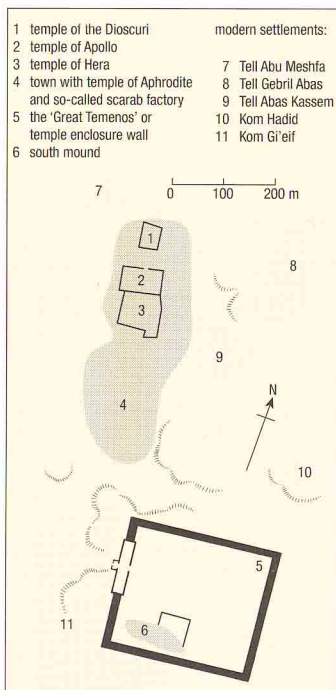 1 temple of the Dioscuri
2 temple of Apollo
3 temple of Hera
4 town with temple of Aphrodite
and so-called scarab factory
5 the 'Great Temenos' or
temple enclosure wall
6 south mound
modern settlements:
7 Tell Abu Meshfa
8 Tell Gebril Abas
9 Tell Abas Kassem
10 Kom Hadid
11 Kom Gi'eif
7
0 100 200 m
1
8
2
3
9
4
N
10
5
11
6